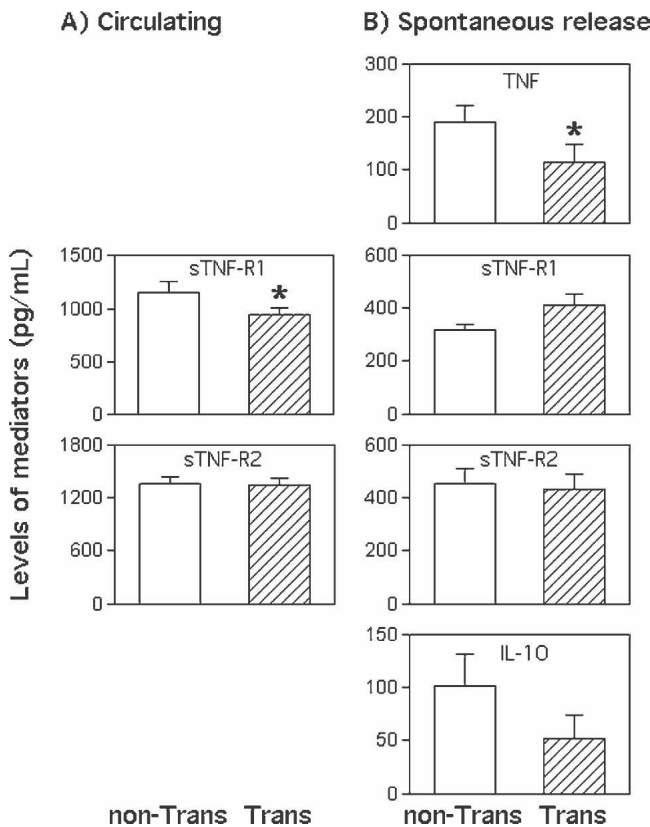 A) Circulating
B) Spontaneous release
Levels of mediators (pg/mL)
sTNF-R1
1500
1000
500
0
*
sTNF-R2
1800
1200
600
0
non-Trans Trans
TNF
300
200
100
0
*
sTNF-R1
600
400
200
0
sTNF-R2
600
400
200
0
IL-10
150
100
50
0
non-Trans Trans